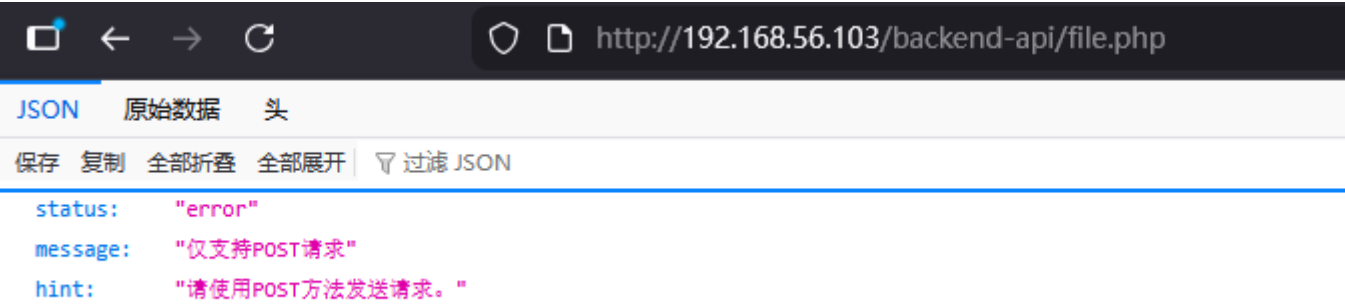 http://192.168.56.103/backend-api/file.php
JSON 原始数据 头
保存 复制 全部折叠 全部展开 过滤 JSON
status: "error"
message: "仅支持POST请求"
hint: "请使用POST方法发送请求。"